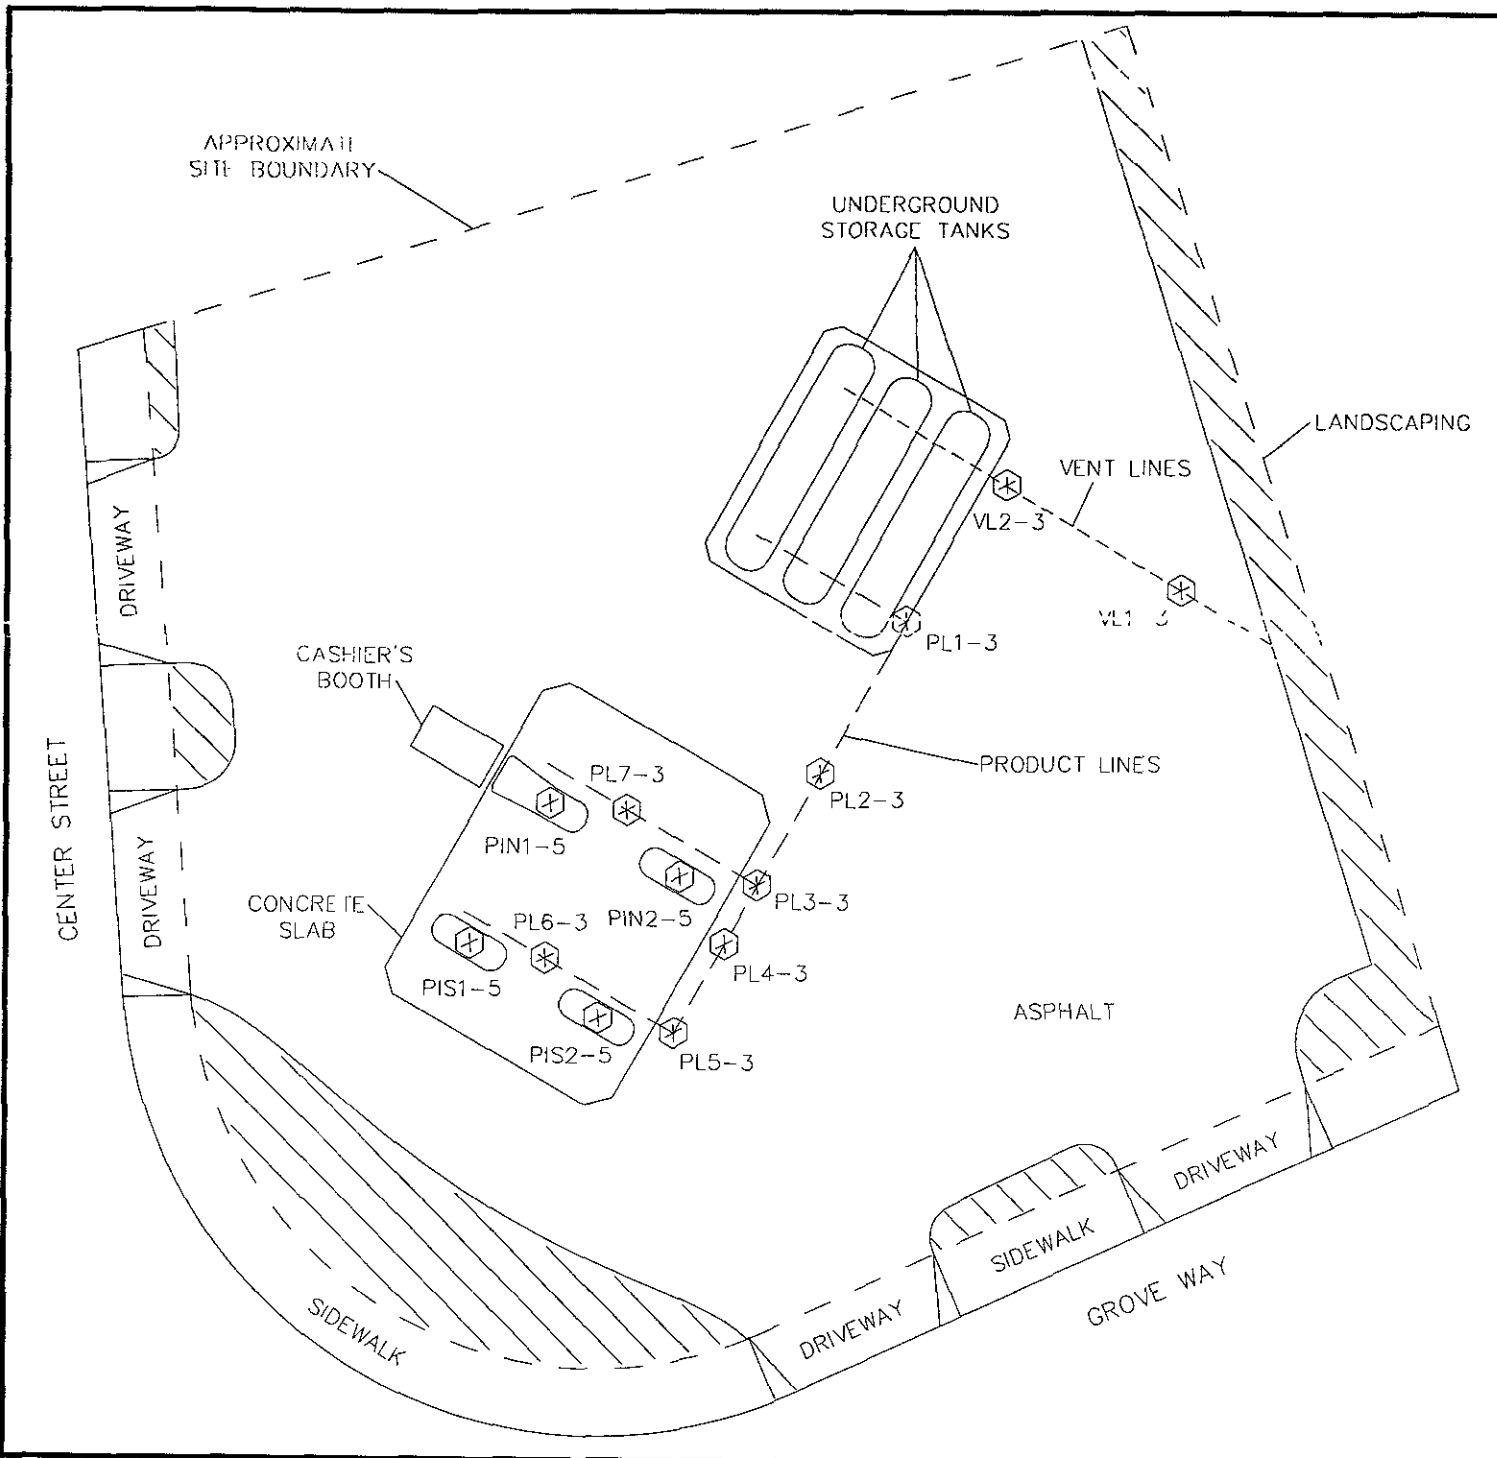 APPROXIMATE
SITE BOUNDARY
UNDERGROUND
STORAGE TANKS
LANDSCAPING
VENT LINES
VL2-3
VL1-3
PL1-3
DRIVEWAY
CASHIER'S
BOOTH
PRODUCT LINES
PL7-3
PL2-3
PIN1-5
CENTER STREET
DRIVEWAY
CONCRETE
SLAB
PL6-3
PIN2-5
PL3-3
PIS1-5
PL4-3
ASPHALT
PIS2-5
PL5-3
DRIVEWAY
SIDEWALK
GROVE WAY
DRIVEWAY
SIDEWALK